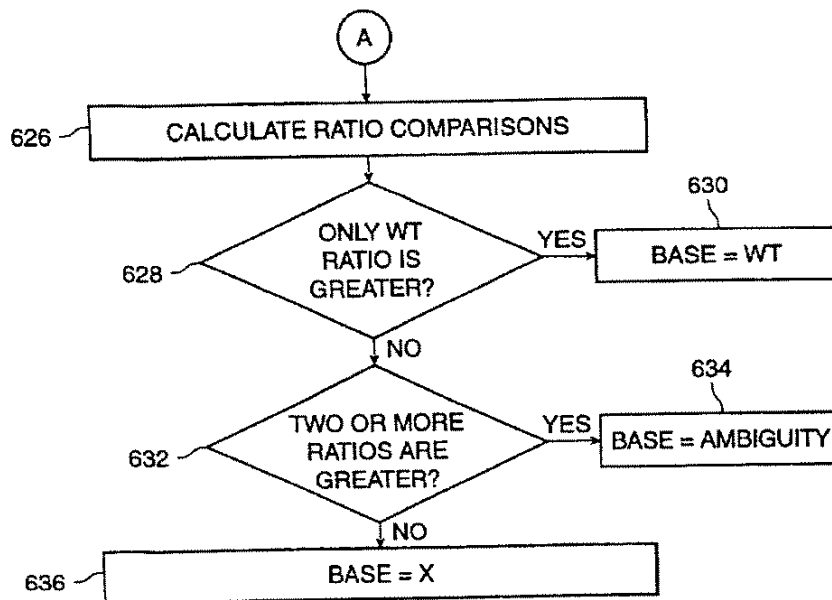 A
626
CALCULATE RATIO COMPARISONS
628
ONLY WT
RATIO IS
GREATER?
YES
630
BASE = WT
NO
632
TWO OR MORE
RATIOS ARE
GREATER?
YES
634
BASE = AMBIGUITY
NO
636
BASE = X